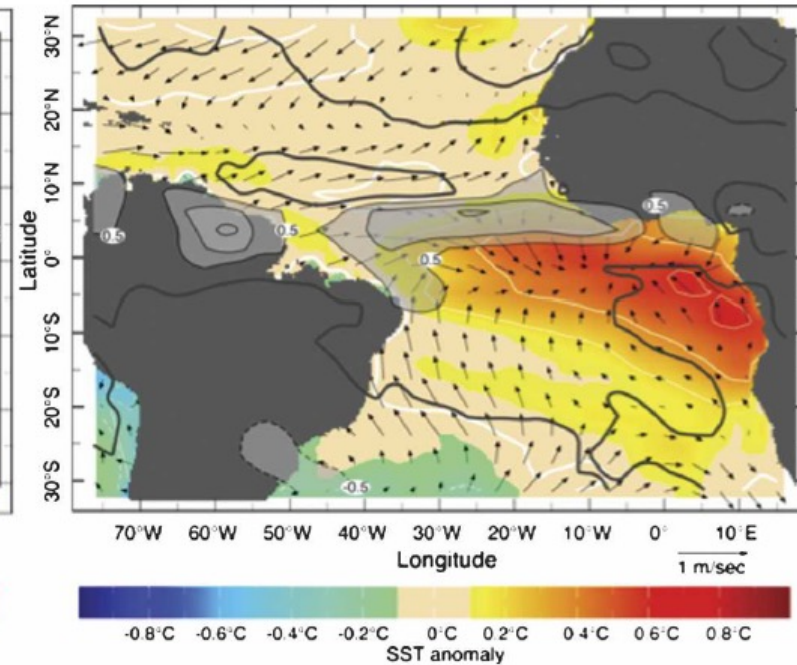 30°N
20°N
10°N
0°
10°S
20°S
30°S
Latitude
0.5
0.5
0.5
0.5
-0.5
70°W
60°W
50°W
40°W
30°W
20°W
10°W
0°
10°E
Longitude
1 m/sec
-0.8°C
-0.6°C
-0.4°C
-0.2°C
0°C
0.2°C
0.4°C
0.6°C
0.8°C
SST anomaly